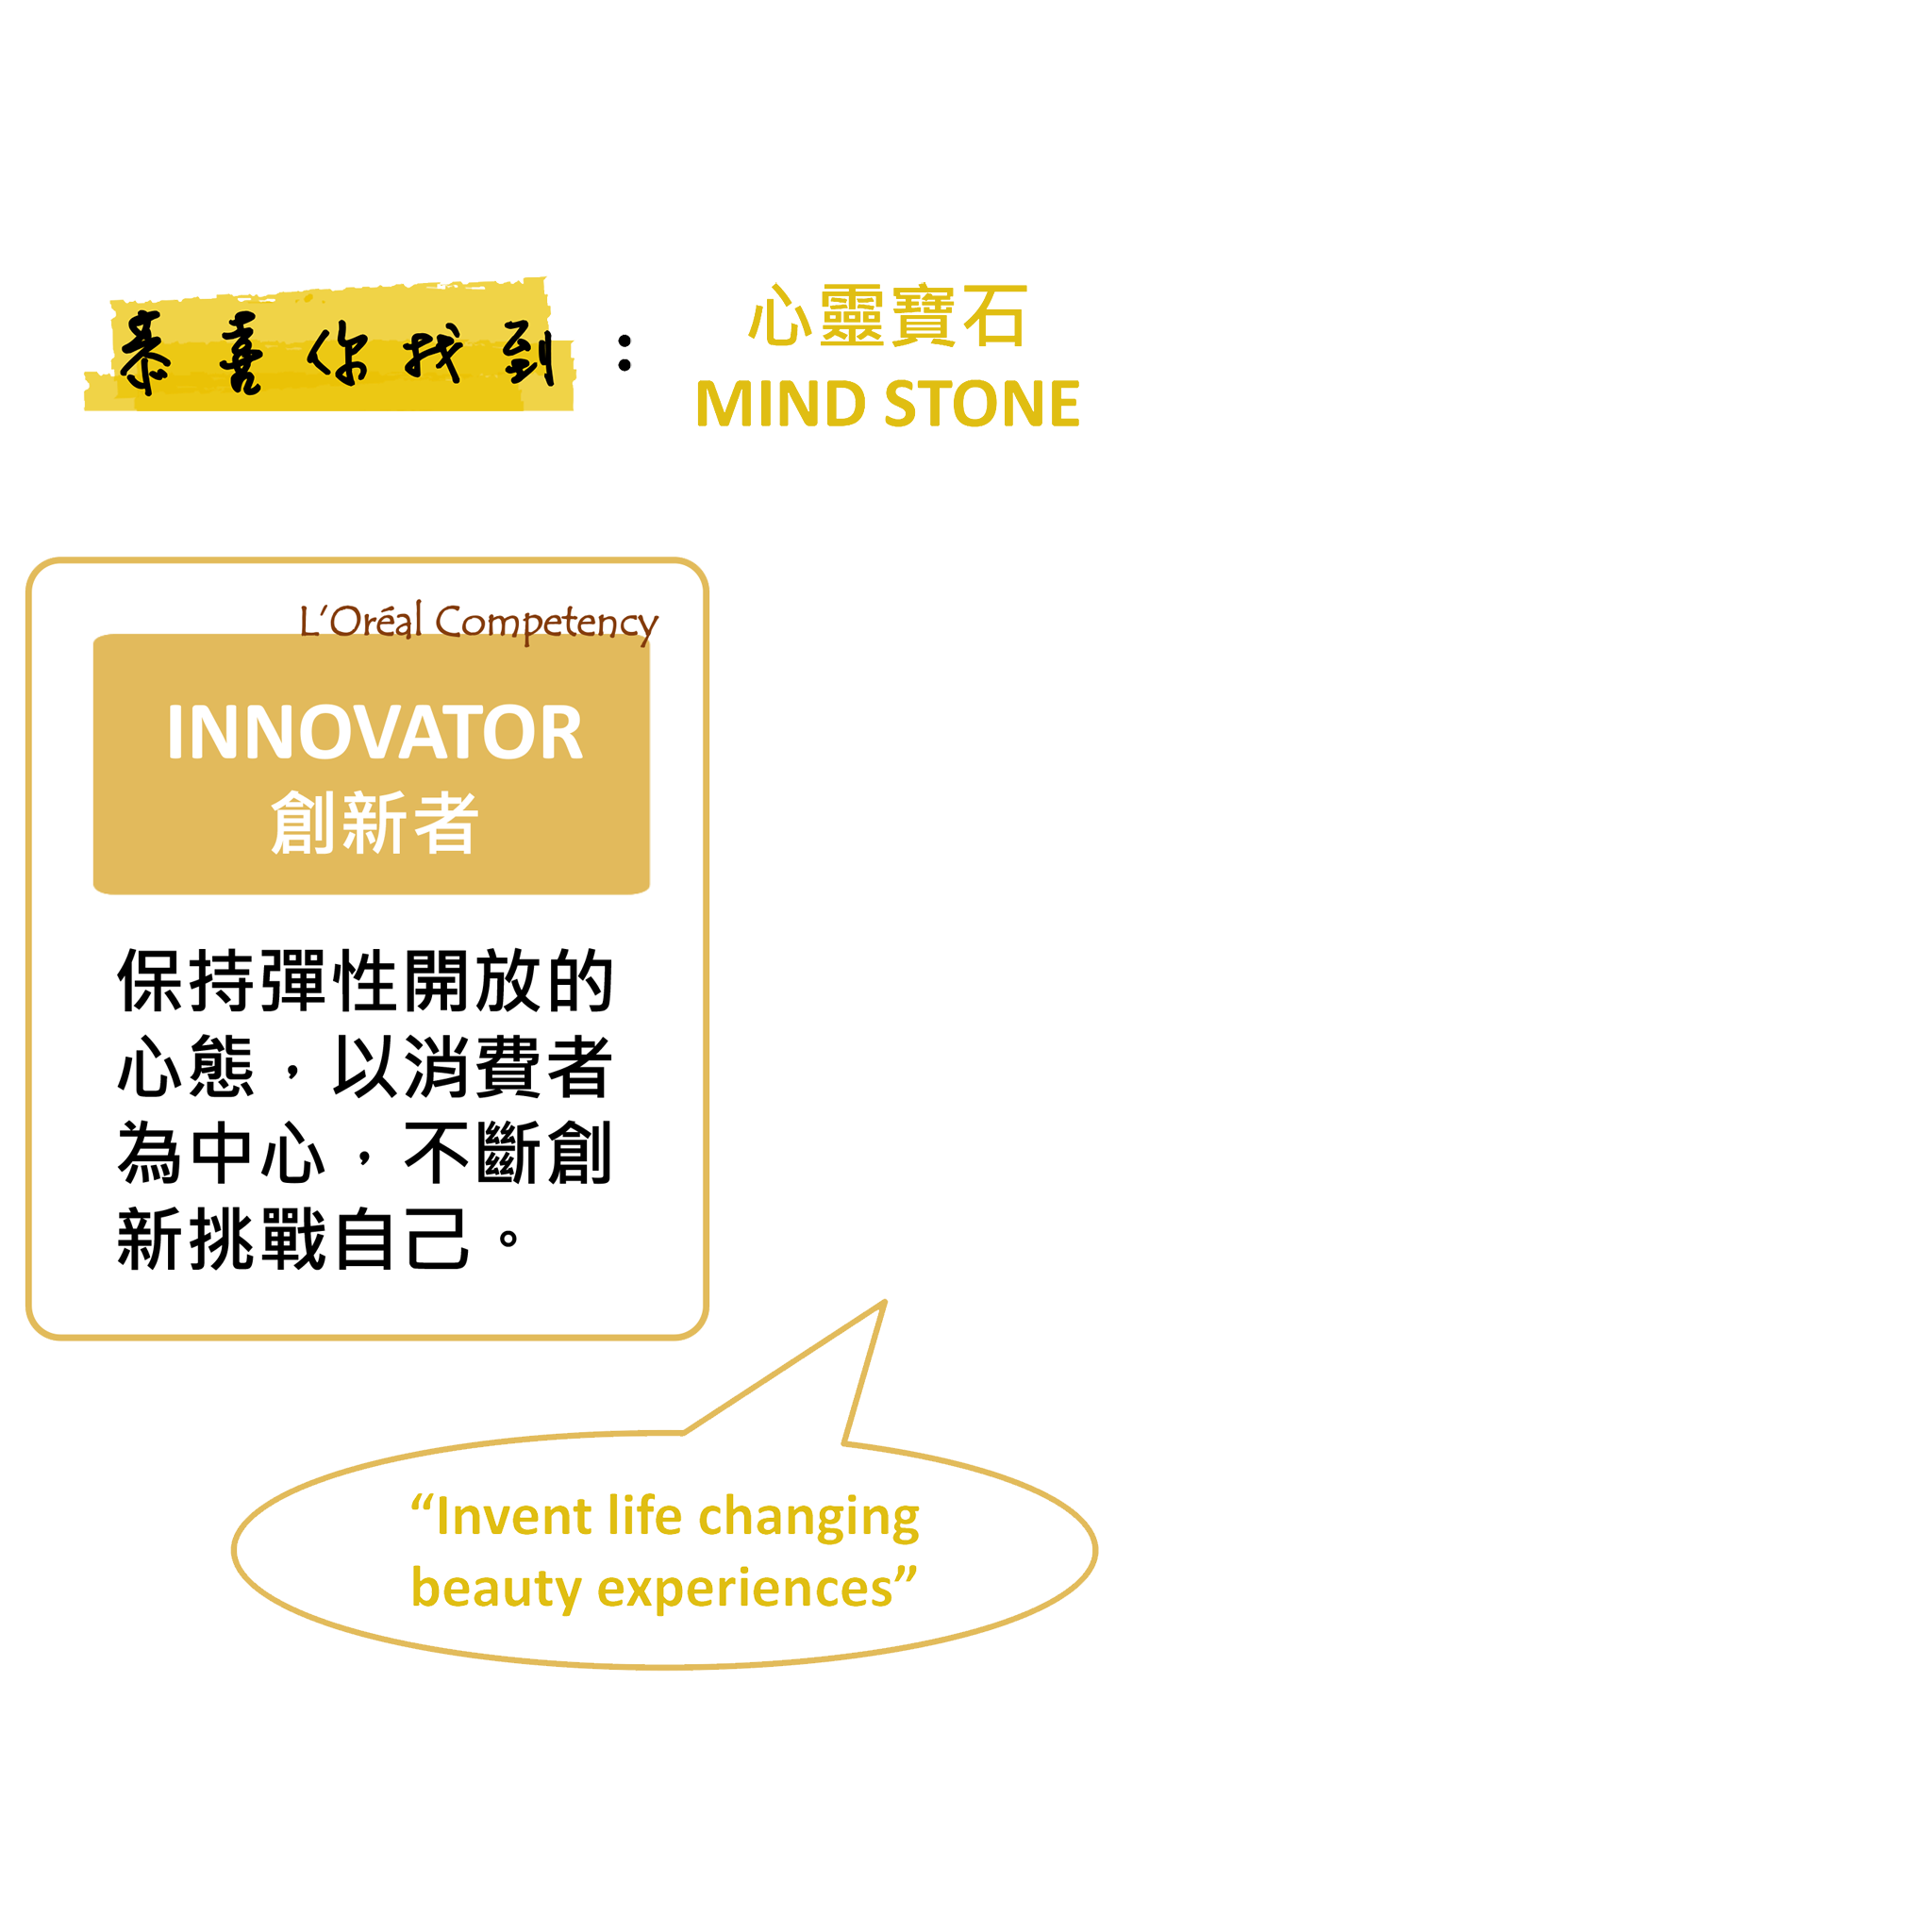 恭喜你找到：
心靈寶石
MIND STONE
L'Oréal Competency
INNOVATOR
創新者
保持彈性開放的
心態，以消費者
為中心，不斷創
新挑戰自己。
“Invent life changing
beauty experiences”